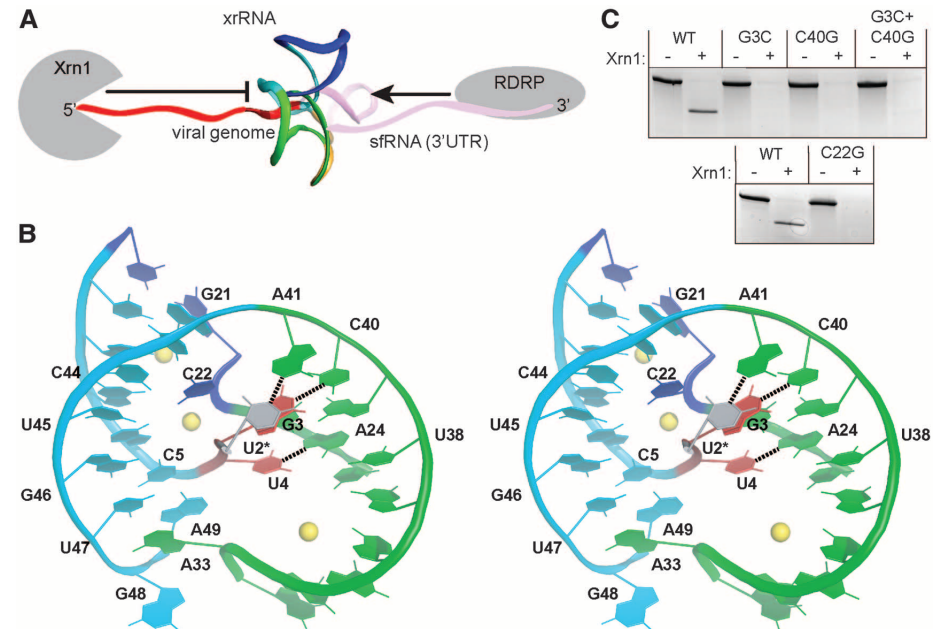 A
xrRNA
Xrn1
5'
viral genome
sfRNA (3'UTR)
RDRP
3'
C
WT G3C C40G G3C+ C40G
Xrn1: - + - + - + - +
WT C22G
Xrn1: - + - +
B
G21 A41
C40
C44 C22
U45 G3 A24 U38
C5 U2*
U4
G46
U47 A49
A33
G48
G21 A41
C40
C44 C22
U45 G3 A24 U38
C5 U2*
U4
G46
U47 A49
A33
G48